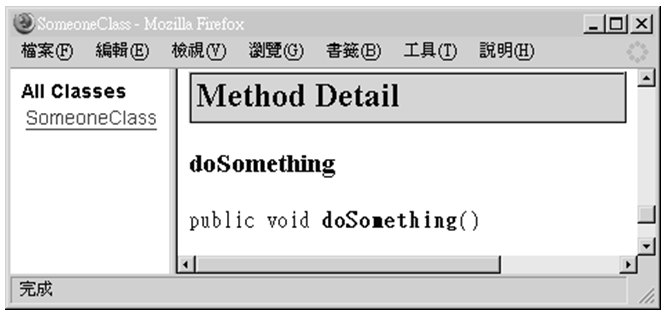 SomeoneClass - Mozilla Firefox
檔案(F) 編輯(E) 檢視(V) 瀏覽(G) 書籤(B) 工具(T) 說明(H)
All Classes
SomeoneClass
Method Detail
doSomething
public void doSomething()
完成